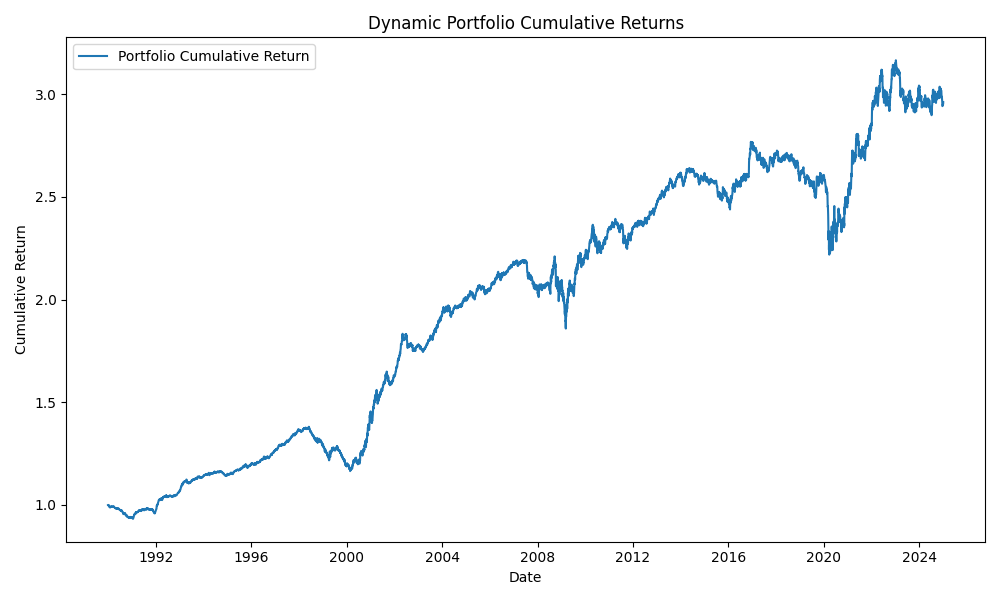 Dynamic Portfolio Cumulative Returns
Portfolio Cumulative Return
Cumulative Return
3.0
2.5
2.0
1.5
1.0
1992 1996 2000 2004 2008 2012 2016 2020 2024
Date